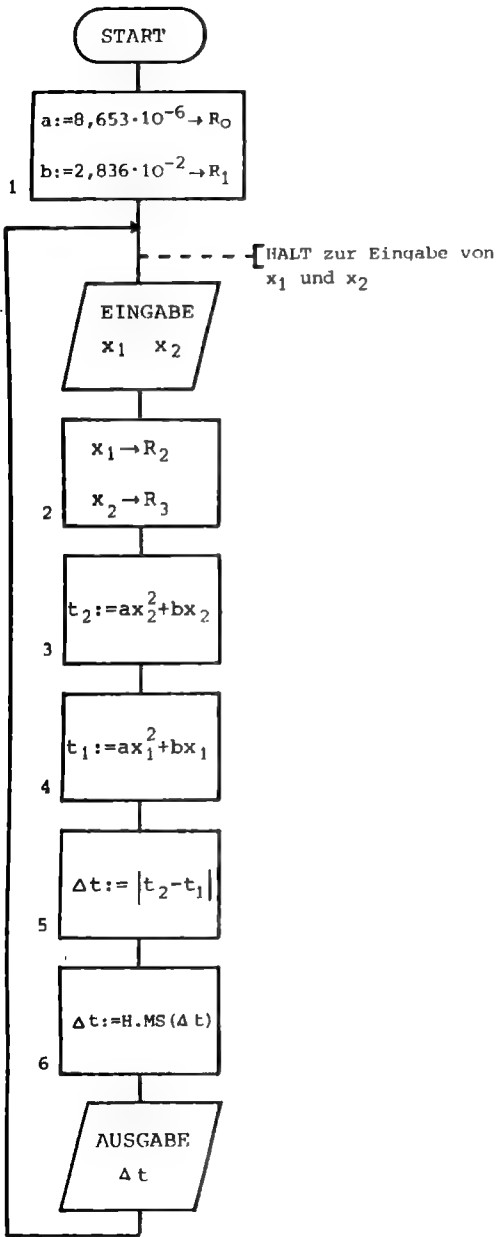 START
a:=8,653·10⁻⁶→R₀
b:=2,836·10⁻²→R₁
1
HALT zur Eingabe von
x₁ und x₂
EINGABE
x₁ x₂
x₁→R₂
x₂→R₃
2
t₂:=ax₂²+bx₂
3
t₁:=ax₁²+bx₁
4
Δt:= |t₂-t₁|
5
Δt:=H.MS(Δt)
6
AUSGABE
Δt